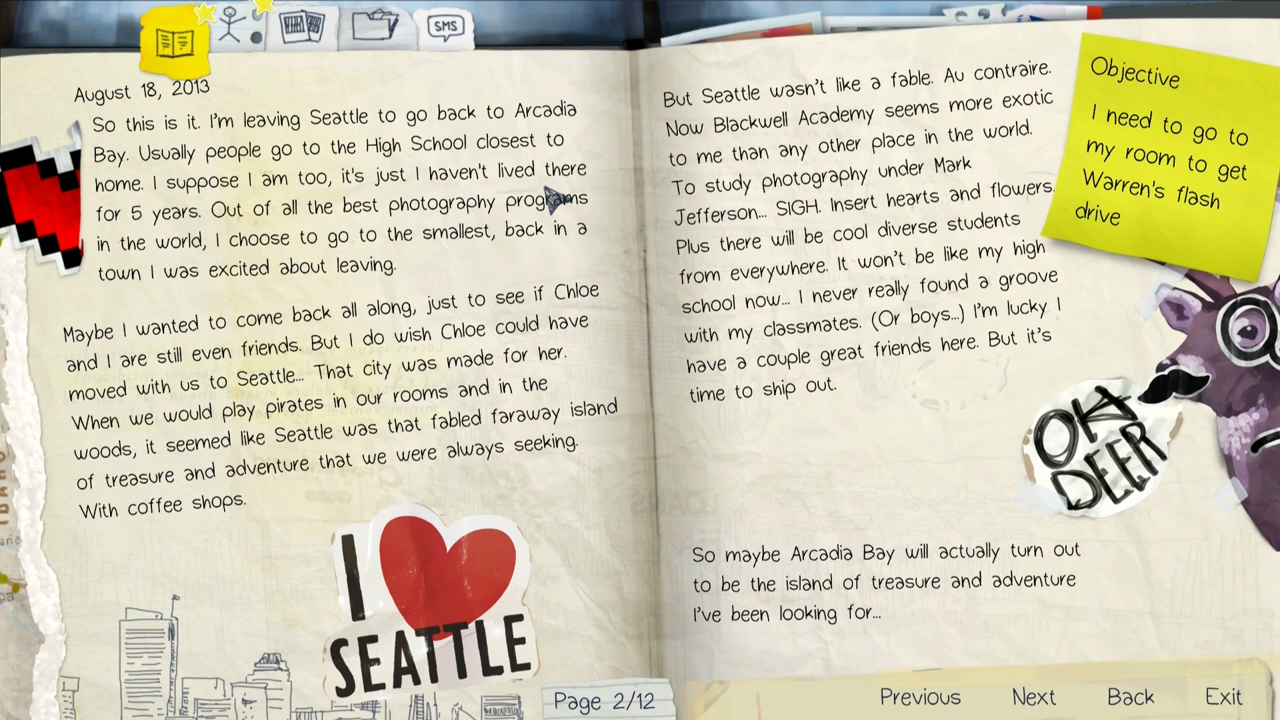 SMS
August 18, 2013
So this is it. I'm leaving Seattle to go back to Arcadia
Bay. Usually people go to the High School closest to
home. I suppose I am too, it's just I haven't lived there
for 5 years. Out of all the best photography programs
in the world, I choose to go to the smallest, back in a
town I was excited about leaving.
Maybe I wanted to come back all along, just to see if Chloe
and I are still even friends. But I do wish Chloe could have
moved with us to Seattle... That city was made for her.
When we would play pirates in our rooms and in the
woods, it seemed like Seattle was that fabled faraway island
of treasure and adventure that we were always seeking.
With coffee shops.
I
SEATTLE
Page 2/12
But Seattle wasn't like a fable. Au contraire.
Now Blackwell Academy seems more exotic
to me than any other place in the world.
To study photography under Mark
Jefferson... SIGH. Insert hearts and flowers.
Plus there will be cool diverse students
from everywhere. It won't be like my high
school now... I never really found a groove
with my classmates. (Or boys...) I'm lucky I
have a couple great friends here. But it's
time to ship out.
So maybe Arcadia Bay will actually turn out
to be the island of treasure and adventure
I've been looking for...
Objective
I need to go to
my room to get
Warren's flash
drive
OH
DEER
Previous Next Back Exit